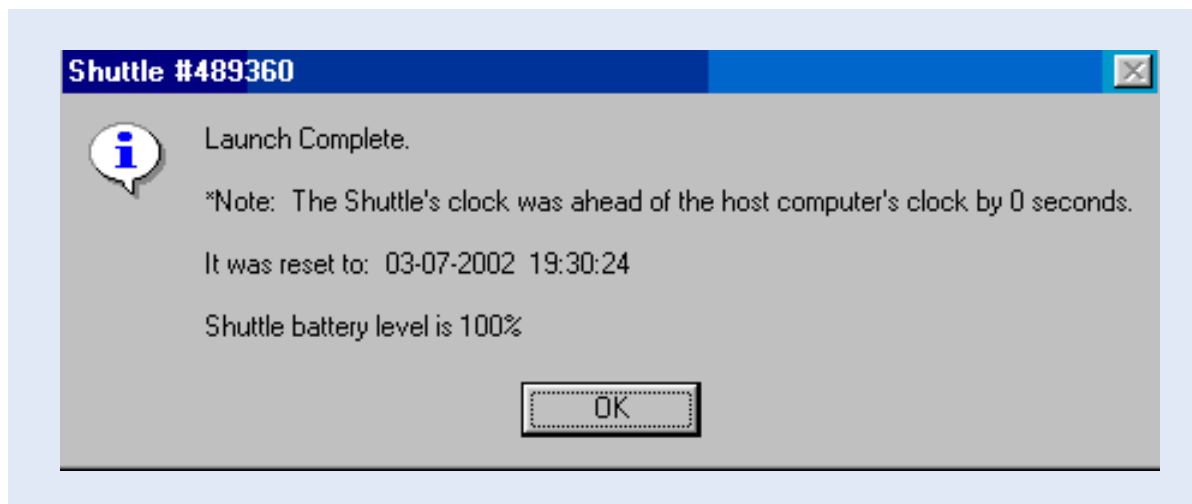 Shuttle #489360
Launch Complete.
*Note:  The Shuttle's clock was ahead of the host computer's clock by 0 seconds.
It was reset to:  03-07-2002  19:30:24
Shuttle battery level is 100%
OK